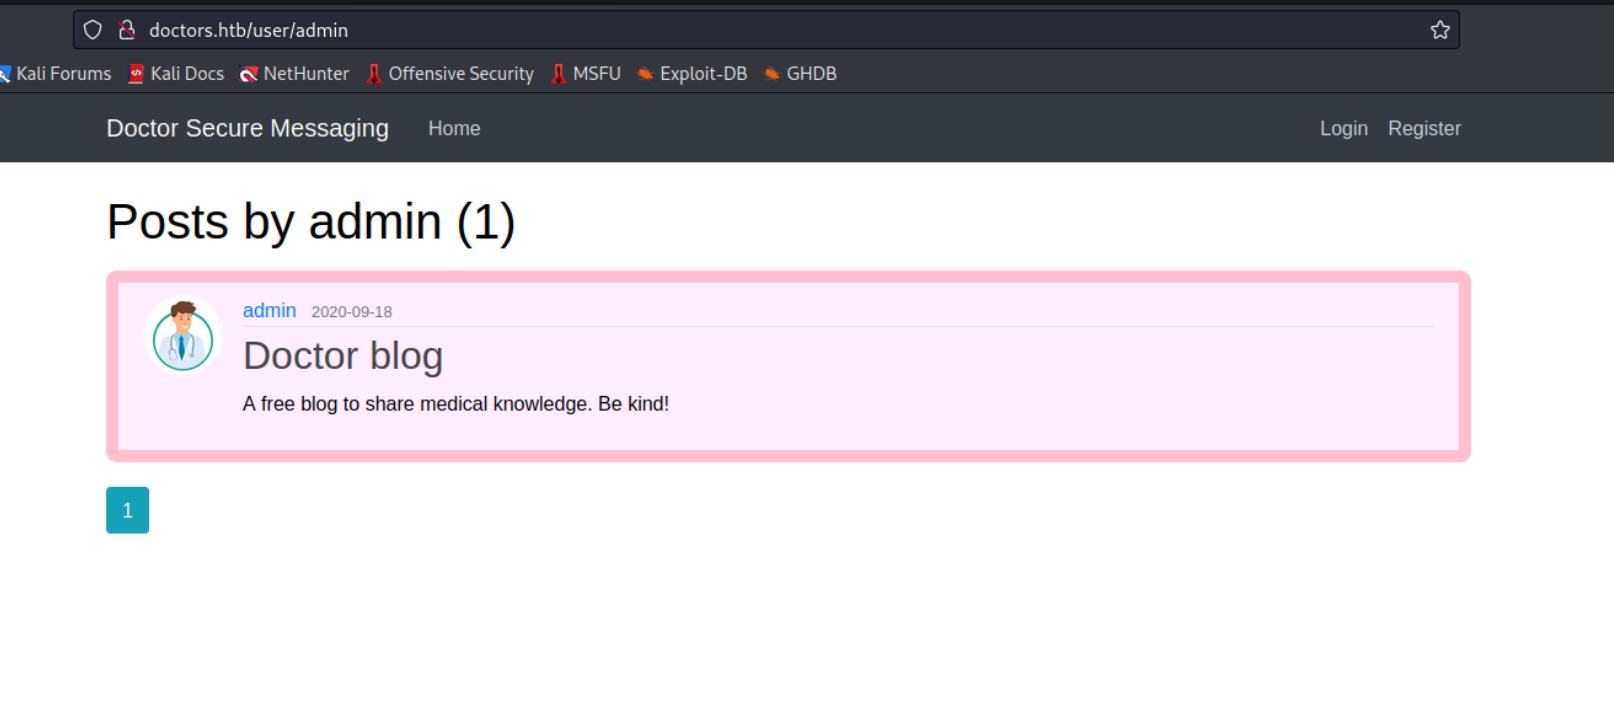 doctors.htb/user/admin
Kali Forums Kali Docs NetHunter Offensive Security MSFU Exploit-DB GHDB
Doctor Secure Messaging Home Login Register
Posts by admin (1)
admin 2020-09-18
Doctor blog
A free blog to share medical knowledge. Be kind!
1